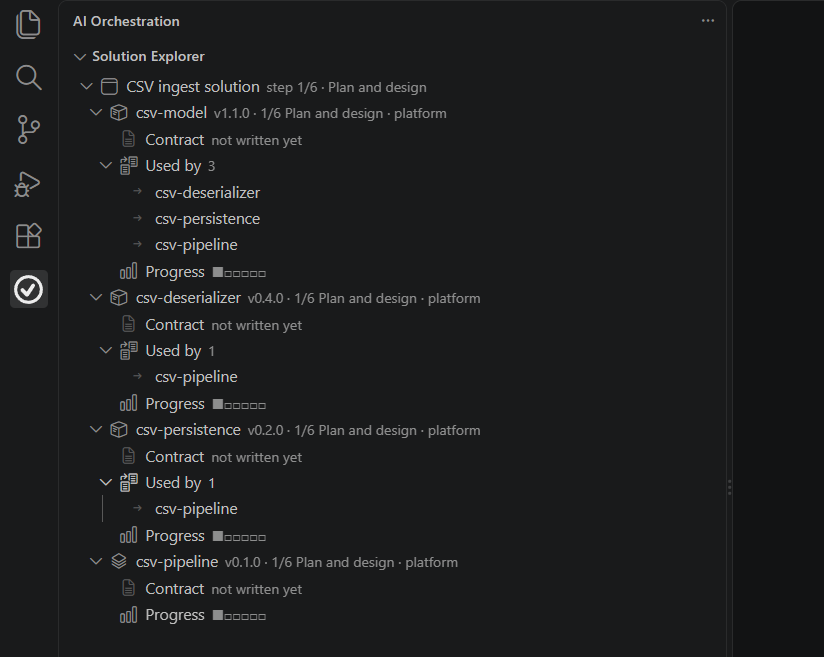 AI Orchestration
Solution Explorer
CSV ingest solution step 1/6 · Plan and design
csv-model v1.1.0 · 1/6 Plan and design · platform
Contract not written yet
Used by 3
csv-deserializer
csv-persistence
csv-pipeline
Progress
csv-deserializer v0.4.0 · 1/6 Plan and design · platform
Contract not written yet
Used by 1
csv-pipeline
Progress
csv-persistence v0.2.0 · 1/6 Plan and design · platform
Contract not written yet
Used by 1
csv-pipeline
Progress
csv-pipeline v0.1.0 · 1/6 Plan and design · platform
Contract not written yet
Progress